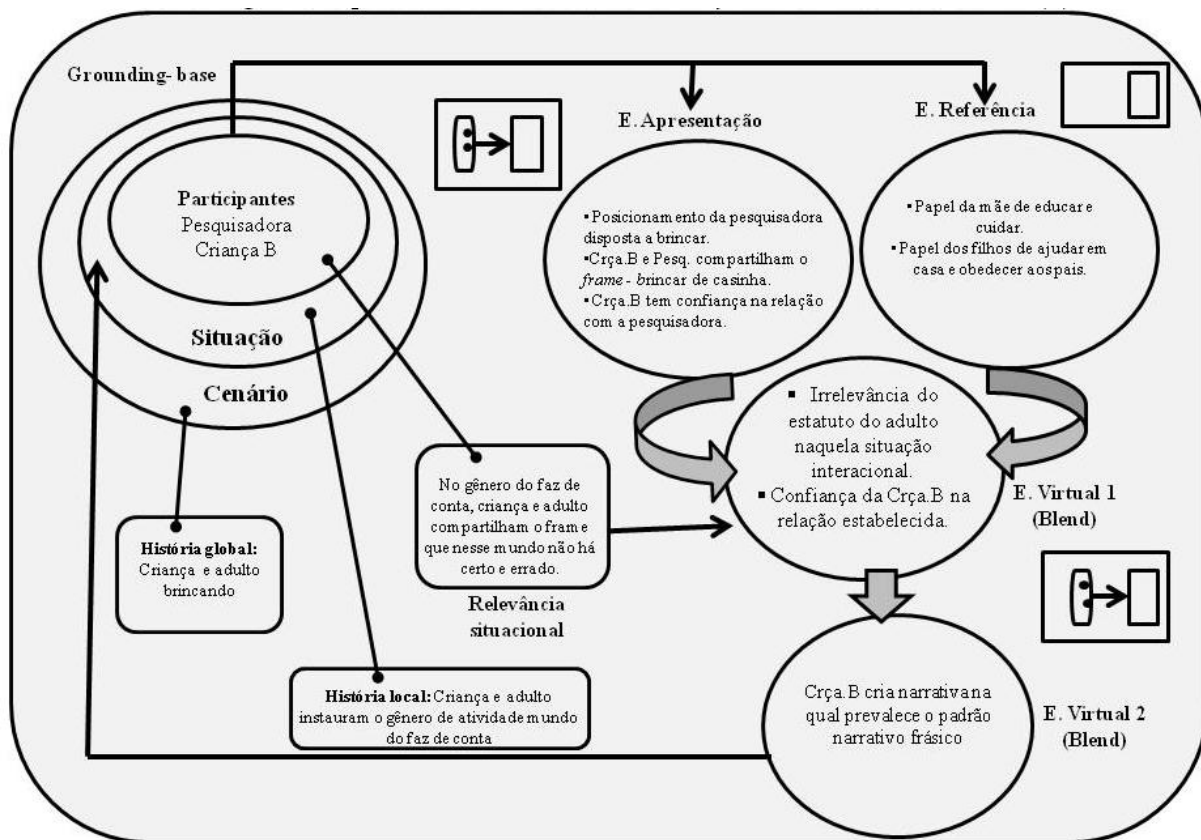 Grounding- base
Participantes
Pesquisadora
Criança B
Situação
Cenário
História global:
Criança e adulto
brincando
História local: Criança e adulto
instauram o gênero de atividade mundo
do faz de conta
No gênero do faz de
conta, criança e adulto
compartilham o frame
que nesse mundo não há
certo e errado.
Relevância
situacional
E. Apresentação
▪Posicionamento da pesquisadora
disposta a brincar.
▪Crça.B e Pesq. compartilham o
frame - brincar de casinha.
▪Crça.B tem confiança na relação
com a pesquisadora.
E. Referência
▪Papel da mãe de educar e
cuidar.
▪Papel dos filhos de ajudar em
casa e obedecer aos pais.
▪ Irrelevância do
estatuto do adulto
naquela situação
interacional.
▪ Confiança da Crça.B na
relação estabelecida.
E. Virtual 1
(Blend)
Crça.B cria narrativa na
qual prevalece o padrão
narrativo frásico
E. Virtual 2
(Blend)